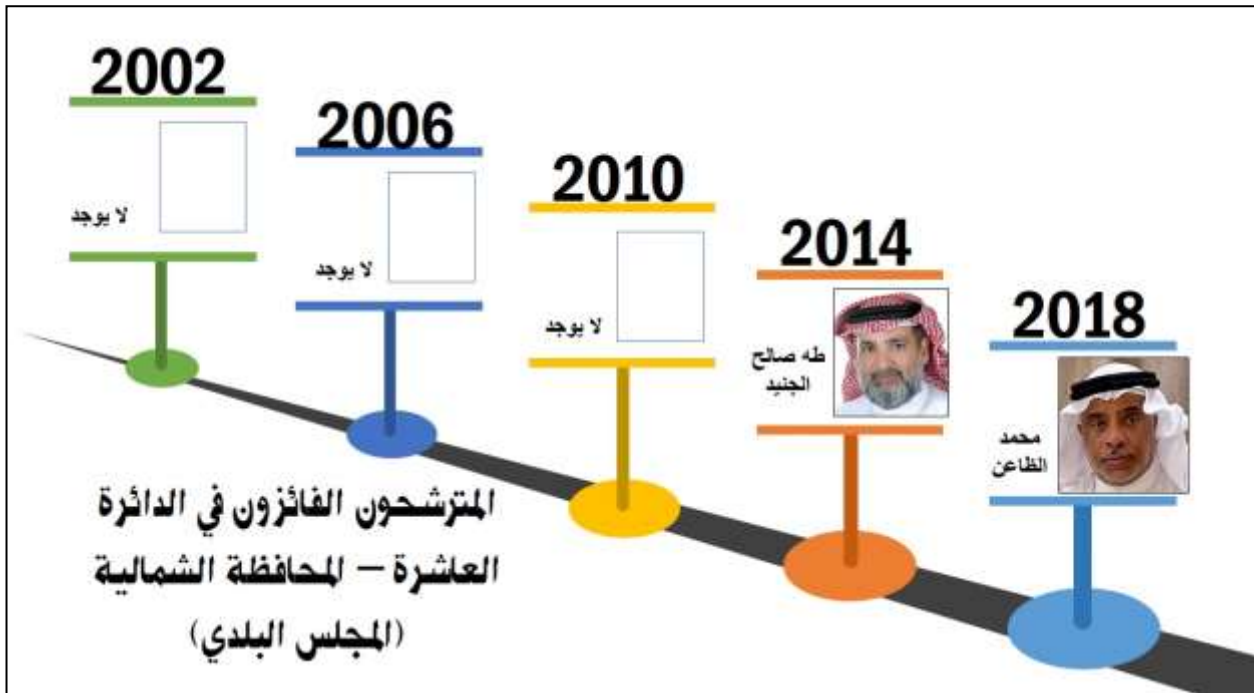 2002
لا يوجد
2006
لا يوجد
2010
لا يوجد
2014
طه صالح
الجنيد
2018
محمد
الظاعن
المترشحون الفائزون في الدائرة
العاشرة – المحافظة الشمالية
(المجلس البلدي)